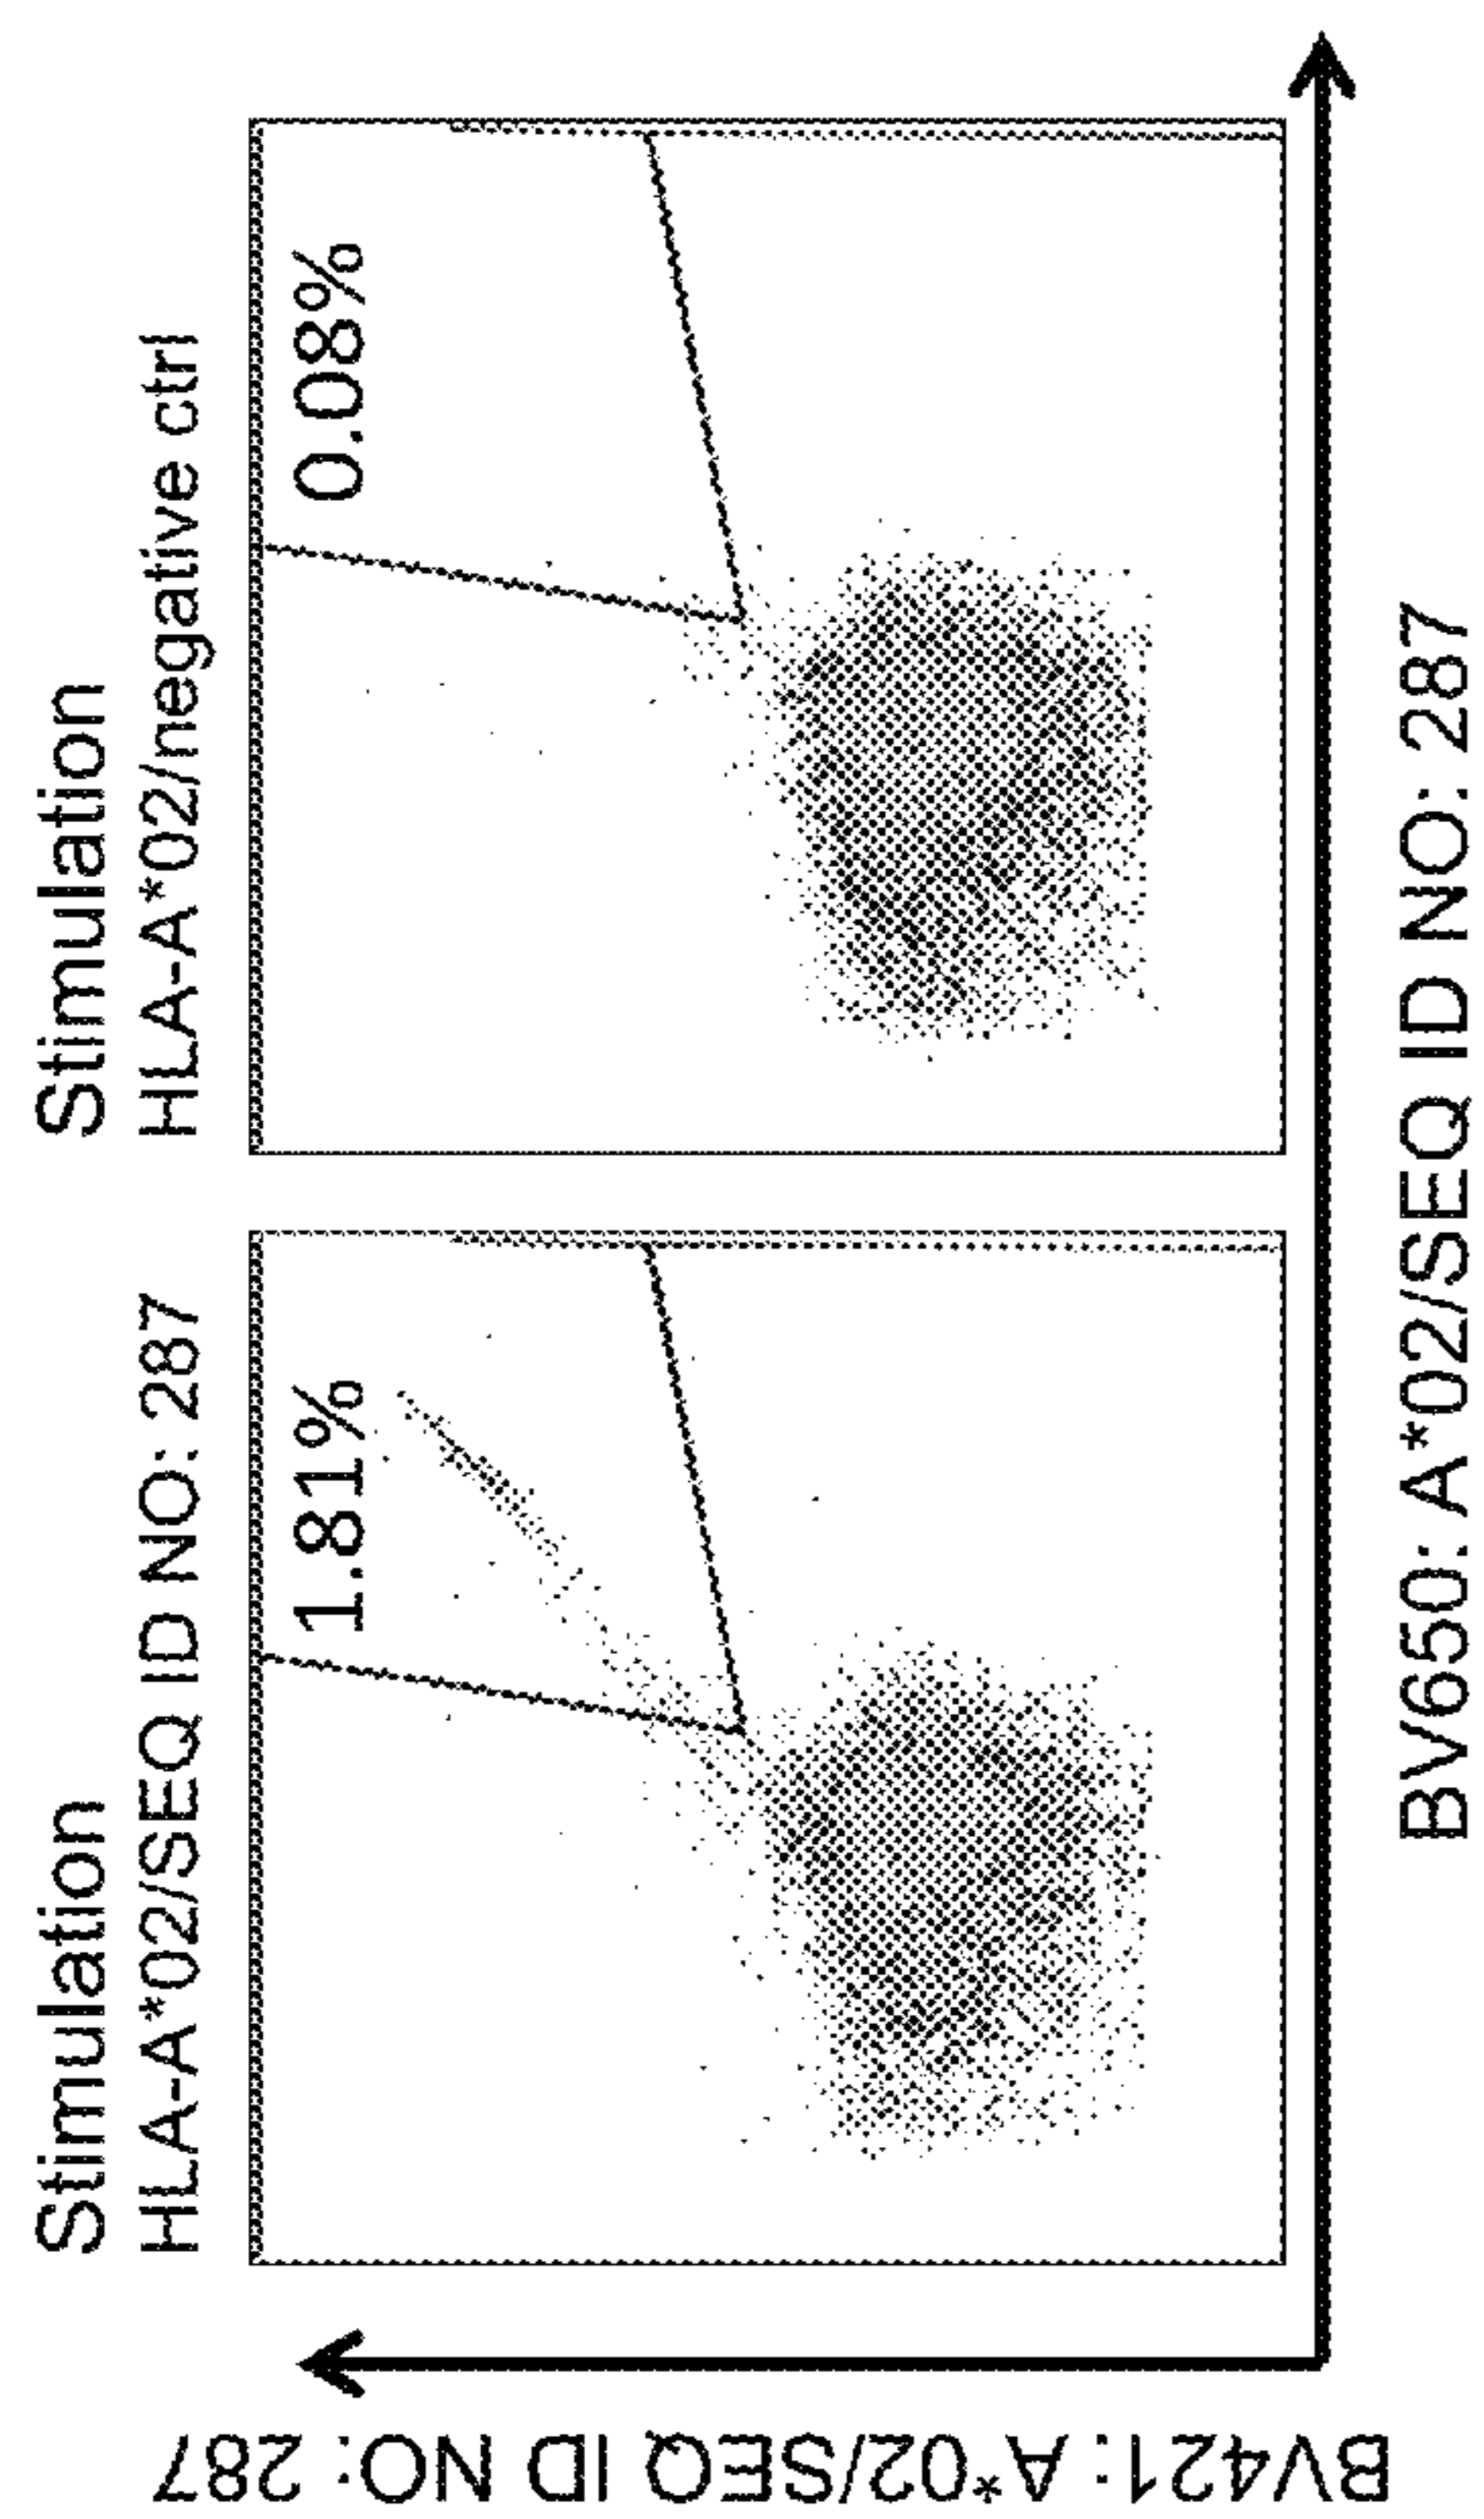 Stimulation
HLA-A*02/SEQ ID NO: 287
Stimulation
HLA-A*02/negative ctrl
1.81%
0.08%
BV421: A*02/SEQ ID NO: 287
BV650: A*02/SEQ ID NO: 287